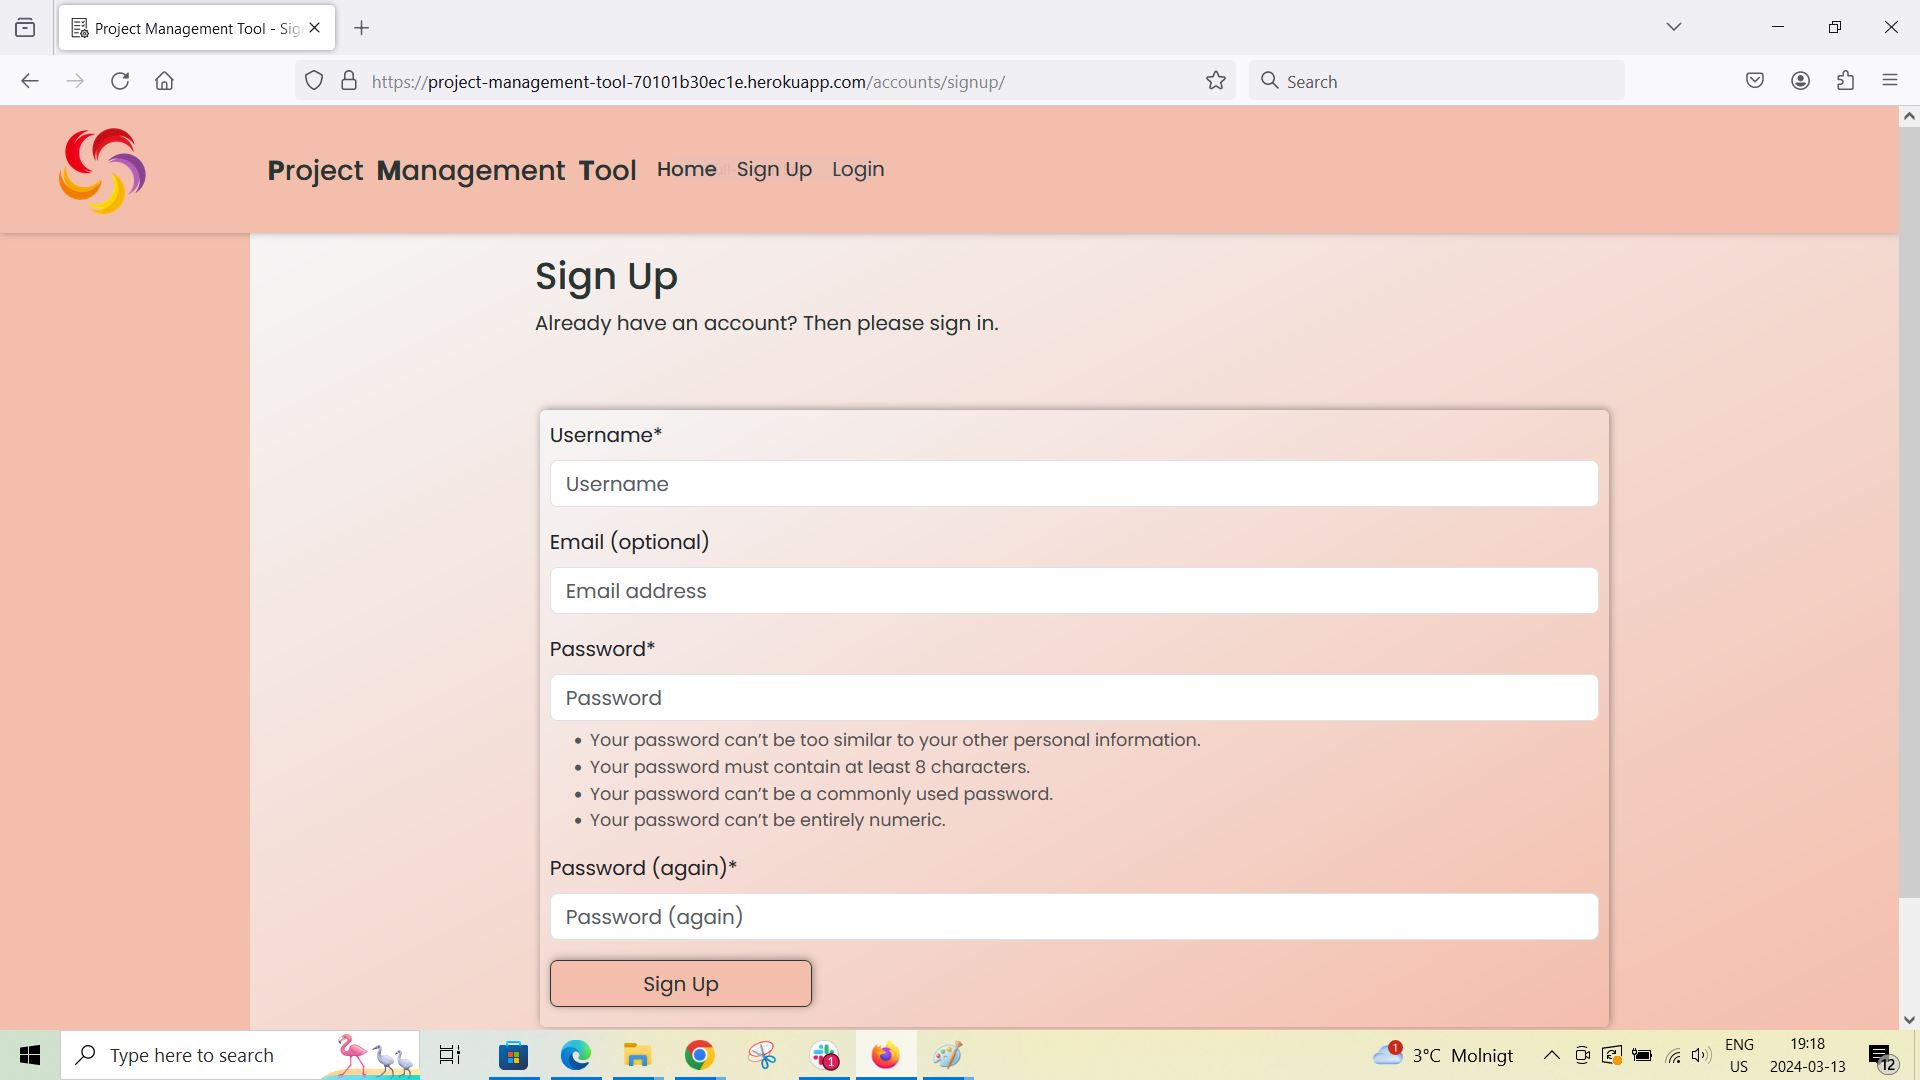 Project Management Tool - Sig
https://project-management-tool-70101b30ec1e.herokuapp.com/accounts/signup/
Search
Project Management Tool
Home
Sign Up
Login
Sign Up
Already have an account? Then please sign in.
Username*
Username
Email (optional)
Email address
Password*
Password
• Your password can’t be too similar to your other personal information.
• Your password must contain at least 8 characters.
• Your password can’t be a commonly used password.
• Your password can’t be entirely numeric.
Password (again)*
Password (again)
Sign Up
Type here to search
1
1
3°C Molnigt
ENG
US
19:18
2024-03-13
12